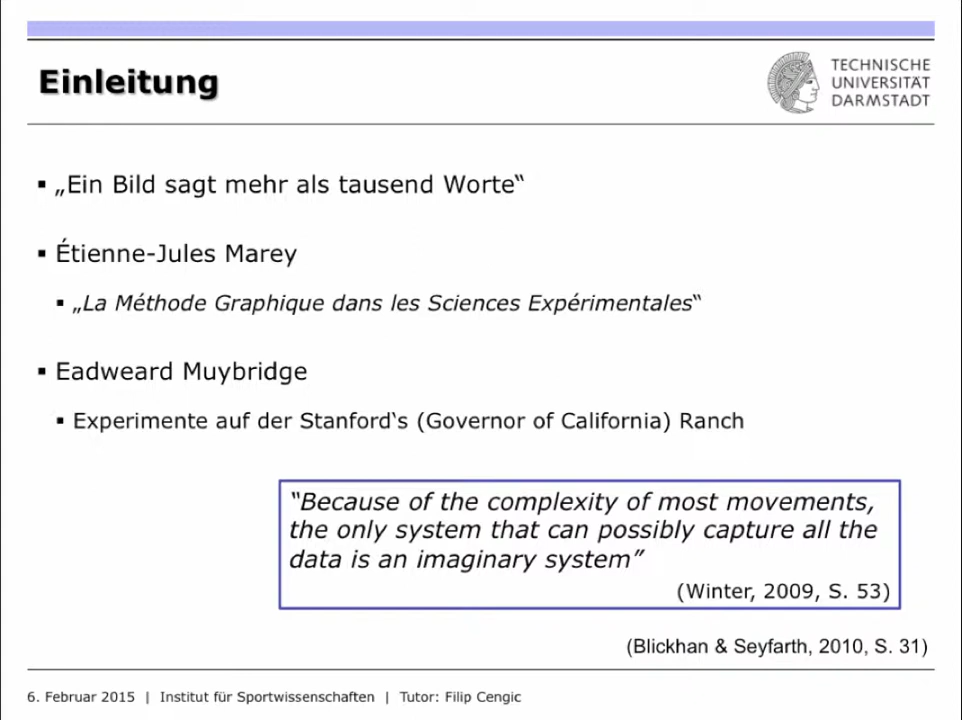 Einleitung
TECHNISCHE
UNIVERSITÄT
DARMSTADT
▪ „Ein Bild sagt mehr als tausend Worte“
▪ Étienne-Jules Marey
▪ „La Méthode Graphique dans les Sciences Expérimentales“
▪ Eadweard Muybridge
▪ Experimente auf der Stanford‘s (Governor of California) Ranch
“Because of the complexity of most movements,
the only system that can possibly capture all the
data is an imaginary system”
(Winter, 2009, S. 53)
(Blickhan & Seyfarth, 2010, S. 31)
6. Februar 2015 | Institut für Sportwissenschaften | Tutor: Filip Cengic